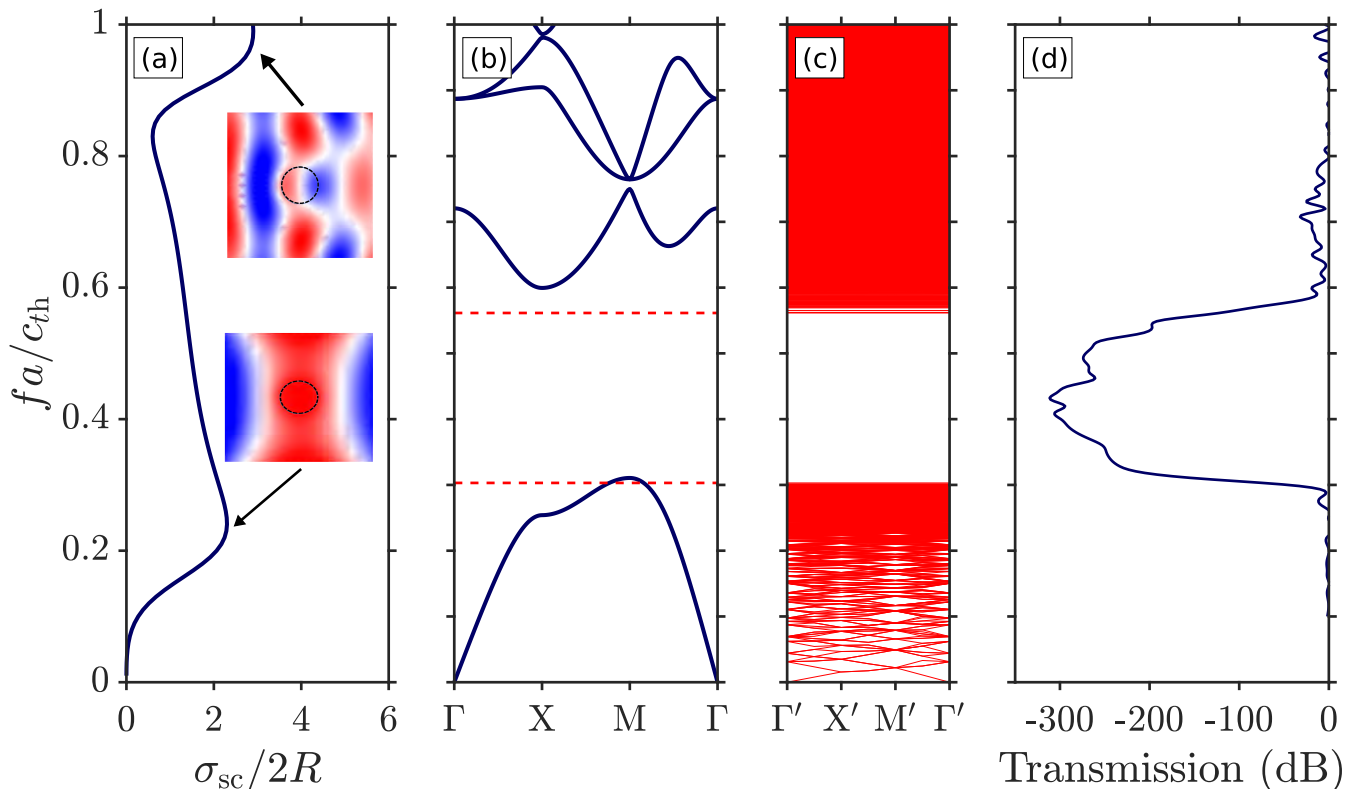 (a)
(b)
(c)
(d)
fa/c_th
1
0.8
0.6
0.4
0.2
0
0 2 4 6
Γ X M Γ
Γ′ X′ M′ Γ′
-300 -200 -100 0
σ_sc/2R
Transmission (dB)